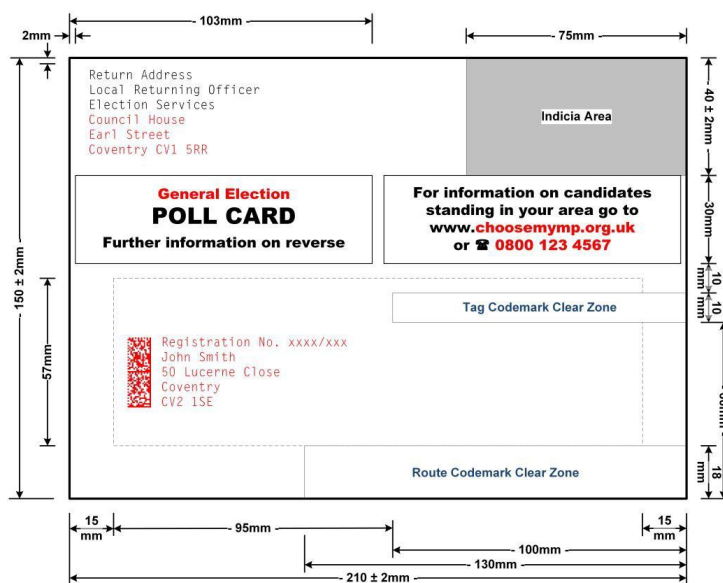 103mm
2mm
75mm
Return Address
Local Returning Officer
Election Services
Council House
Earl Street
Coventry CV1 5RR
Indicia Area
40 ± 2mm
General Election
POLL CARD
Further information on reverse
For information on candidates
standing in your area go to
www.choosemymp.org.uk
or ☎ 0800 123 4567
30mm
150 ± 2mm
10
mm
10
mm
Tag Codemark Clear Zone
57mm
Registration No. xxxx/xxx
John Smith
50 Lucerne Close
Coventry
CV2 1SE
Route Codemark Clear Zone
18
mm
15
mm
95mm
15
mm
100mm
130mm
210 ± 2mm